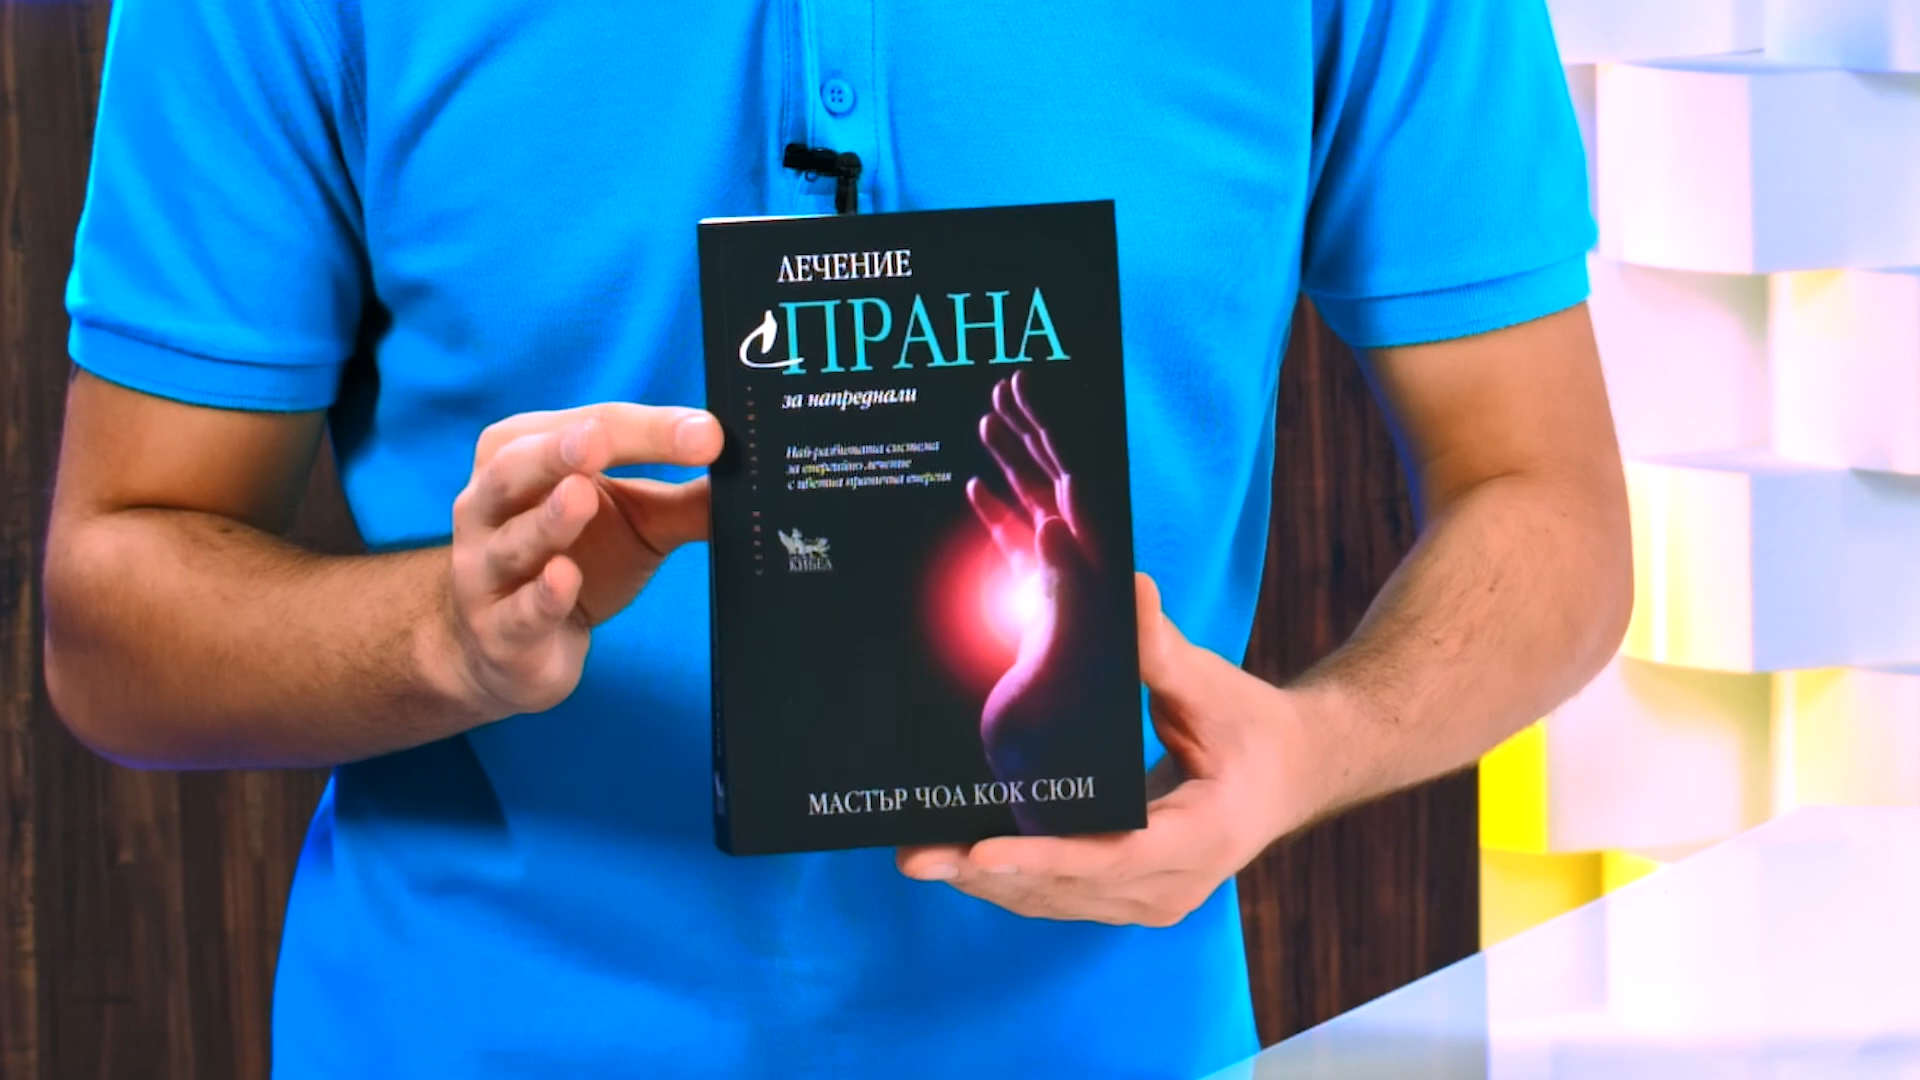 ЛЕЧЕНИЕ
с ПРАНА
за напреднали
Най-развитата система
за енергийно лечение
с цветна пранична енергия
КИБЕА
МАСТЪР ЧОА КОК СЮИ